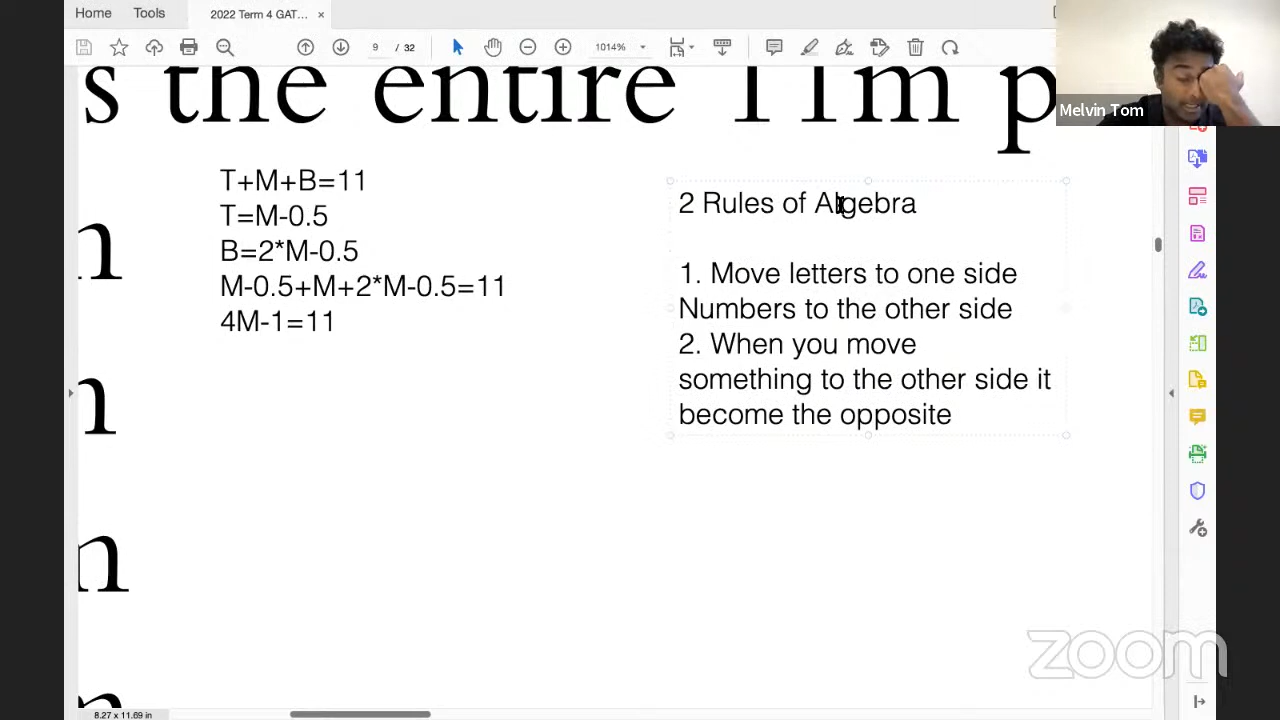 Home Tools 2022 Term 4 GAT... ×
9 / 32 1014%
s the entire 11m p
Melvin Tom
T+M+B=11
T=M-0.5
B=2*M-0.5
M-0.5+M+2*M-0.5=11
4M-1=11
2 Rules of Algebra
1. Move letters to one side
Numbers to the other side
2. When you move
something to the other side it
become the opposite
n
n
n
n
zoom
8.27 x 11.69 in